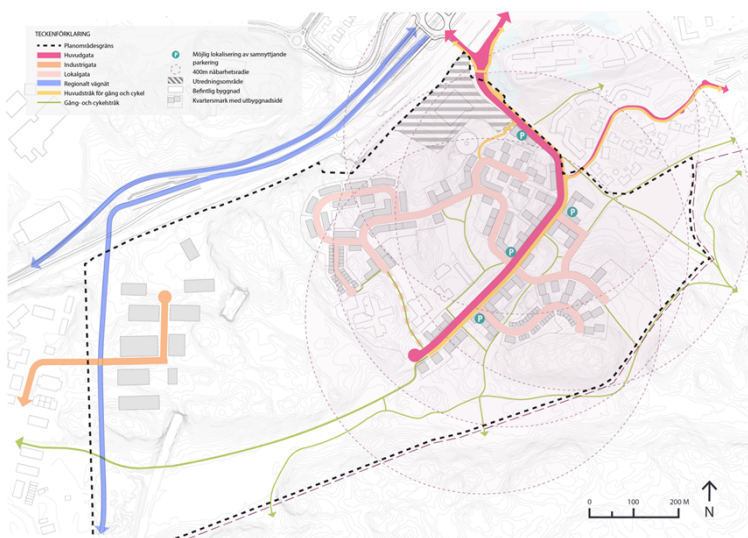 TECKENFÖRKLARING
Planområdesgräns
Huvudgata
Industrigata
Lokalgata
Regionalt vägnät
Huvudstråk för gång och cykel
Gång- och cykelstråk
P
Möjlig lokalisering av samnyttjande
parkering
400m nåbarhetsradie
Utredningsområde
Befintlig byggnad
Kvartersmark med utbyggnadsidé
P
P
P
P
0 100 200 M
N